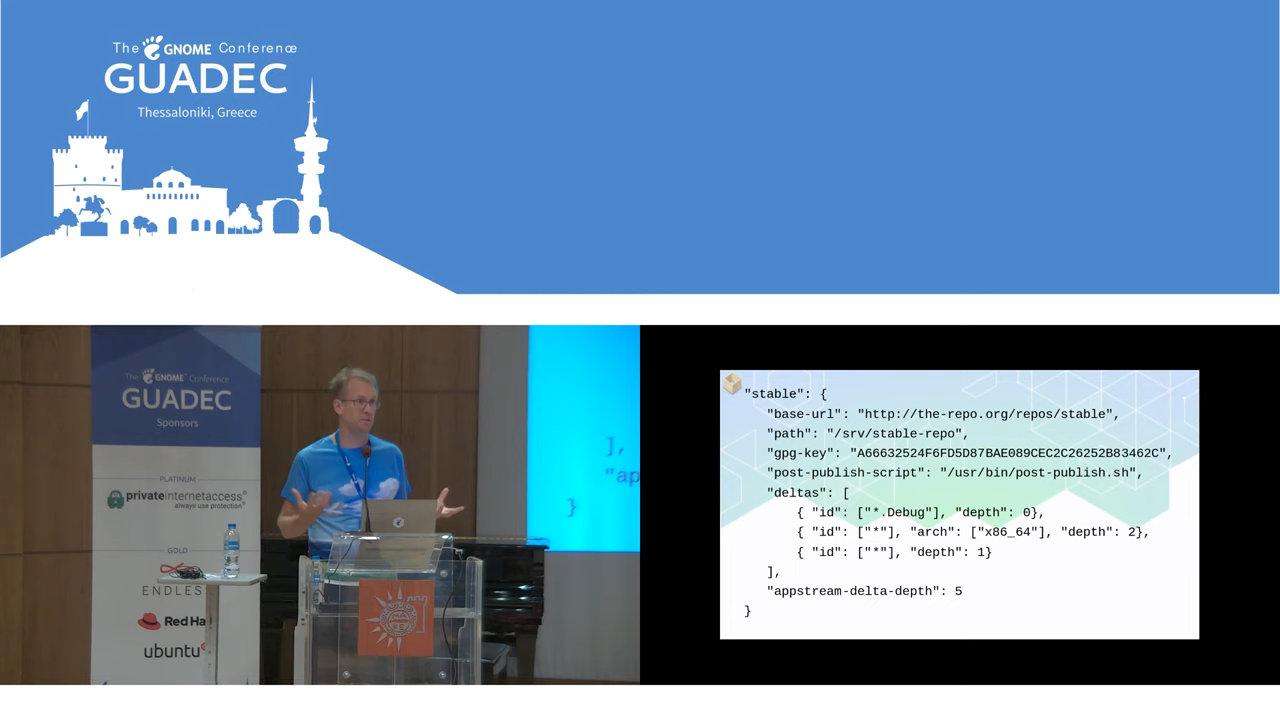 The GNOME Conference
GUADEC
Thessaloniki, Greece
The GNOME Conference
GUADEC
Sponsors
PLATINUM
privateinternetaccess
always use protection
GOLD
ENDLESS
Red Ha
ubuntu
],
"ap
}
"stable": {
"base-url": "http://the-repo.org/repos/stable",
"path": "/srv/stable-repo",
"gpg-key": "A66632524F6FD5D87BAE089CEC2C26252B83462C",
"post-publish-script": "/usr/bin/post-publish.sh",
"deltas": [
{ "id": ["*.Debug"], "depth": 0},
{ "id": ["*"], "arch": ["x86_64"], "depth": 2},
{ "id": ["*"], "depth": 1}
],
"appstream-delta-depth": 5
}